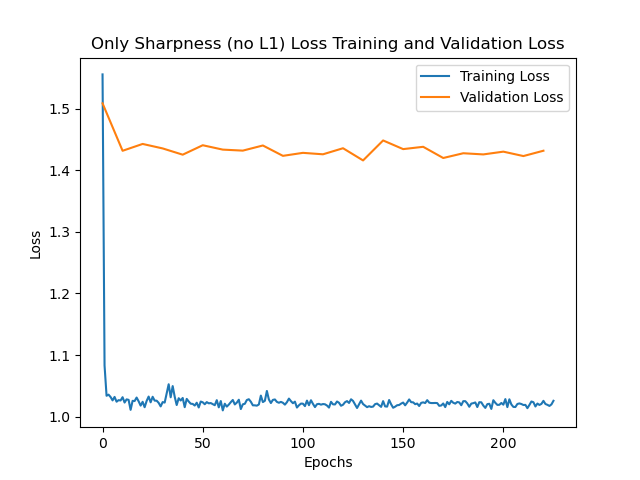 Only Sharpness (no L1) Loss Training and Validation Loss
Training Loss
Validation Loss
Loss
1.5
1.4
1.3
1.2
1.1
1.0
0
50
100
150
200
Epochs